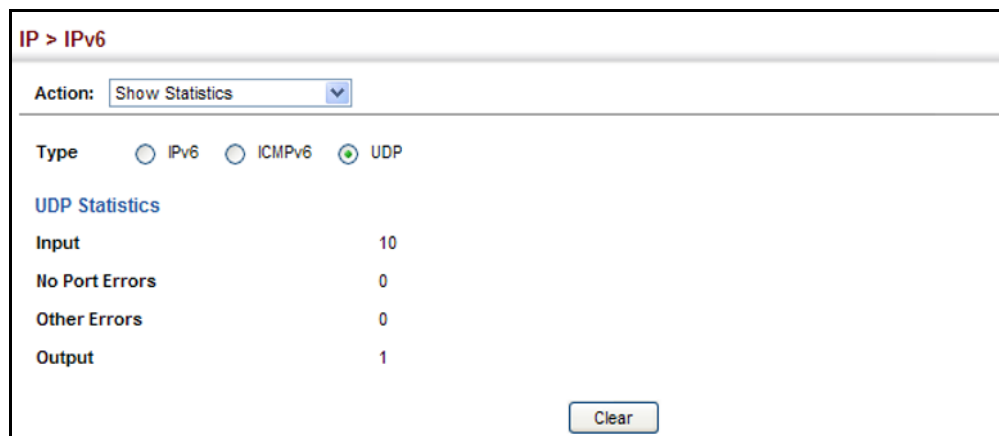 IP > IPv6
Action: Show Statistics
Type IPv6 ICMPv6 UDP
UDP Statistics
Input 10
No Port Errors 0
Other Errors 0
Output 1
Clear